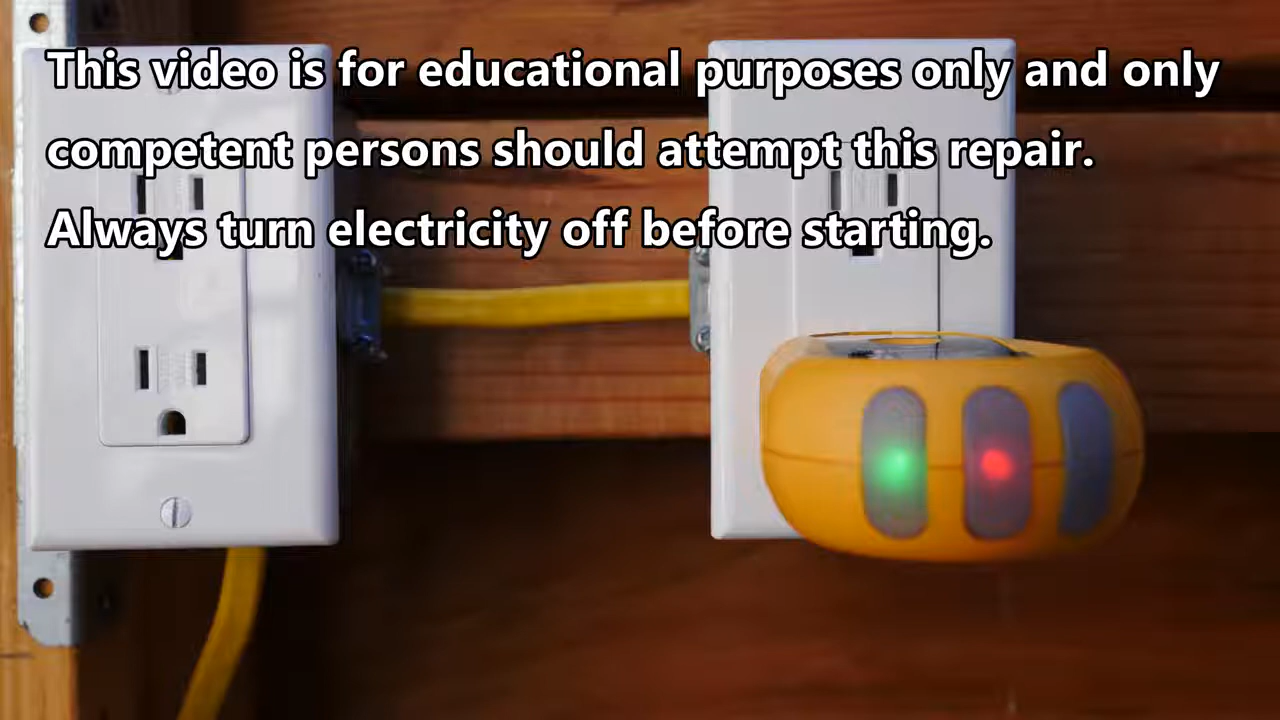 This video is for educational purposes only and only
competent persons should attempt this repair.
Always turn electricity off before starting.